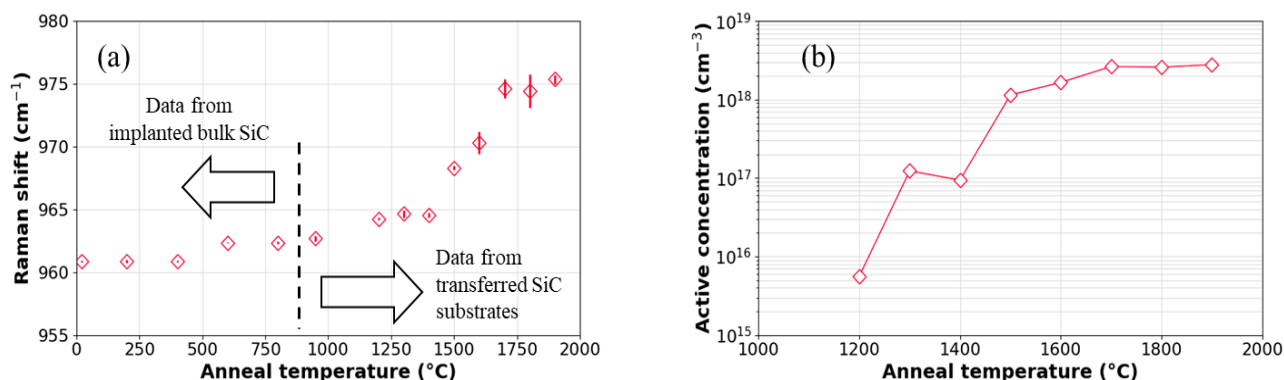 (a)
Raman shift (cm⁻¹)
980
975
970
965
960
955
Data from
implanted bulk SiC
Data from
transferred SiC
substrates
0 250 500 750 1000 1250 1500 1750 2000
Anneal temperature (°C)
(b)
Active concentration (cm⁻³)
10¹⁹
10¹⁸
10¹⁷
10¹⁶
10¹⁵
1000 1200 1400 1600 1800 2000
Anneal temperature (°C)